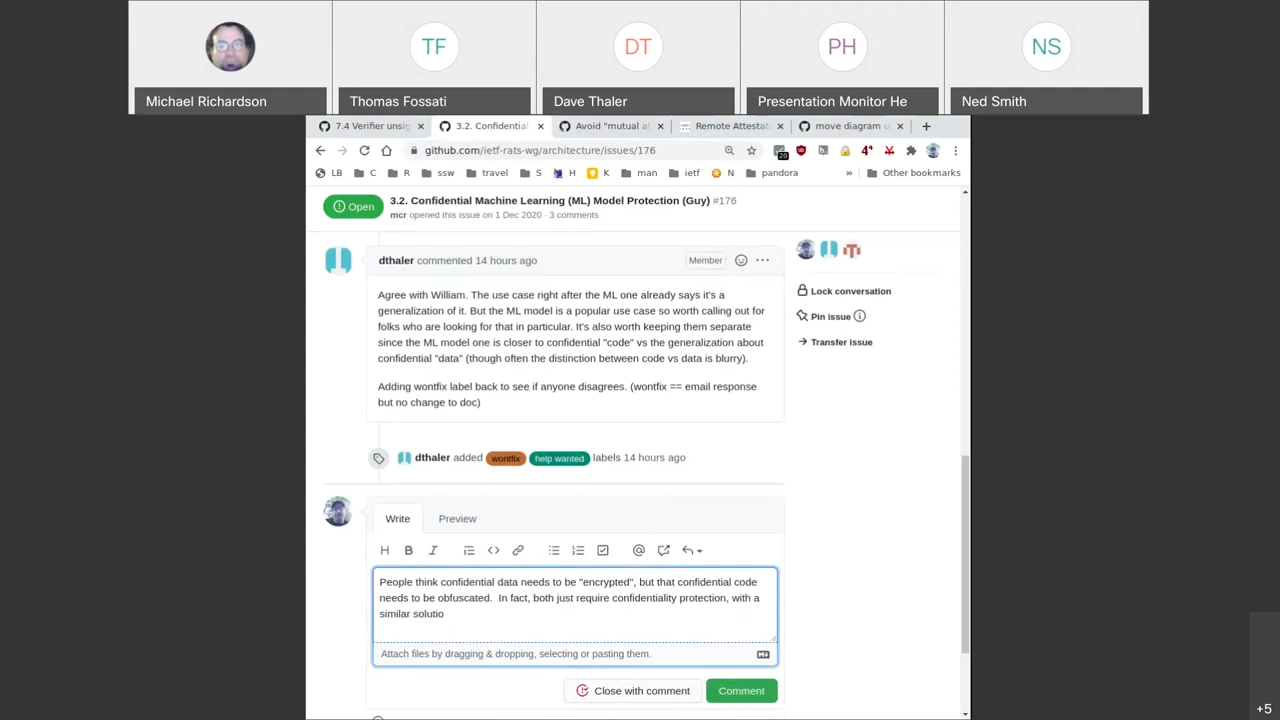 TF
DT
PH
NS
Michael Richardson
Thomas Fossati
Dave Thaler
Presentation Monitor He
Ned Smith
7.4 Verifier unsig
3.2. Confidential
Avoid "mutual a
Remote Attestat
move diagram u
github.com/ietf-rats-wg/architecture/issues/176
20
LB
C
R
ssw
travel
S
H
K
man
ietf
N
pandora
»
Other bookmarks
Open
3.2. Confidential Machine Learning (ML) Model Protection (Guy) #176
mcr opened this issue on 1 Dec 2020 · 3 comments
dthaler commented 14 hours ago
Member
Agree with William. The use case right after the ML one already says it's a
generalization of it. But the ML model is a popular use case so worth calling out for
folks who are looking for that in particular. It's also worth keeping them separate
since the ML model one is closer to confidential "code" vs the generalization about
confidential "data" (though often the distinction between code vs data is blurry).
Adding wontfix label back to see if anyone disagrees. (wontfix == email response
but no change to doc)
dthaler added wontfix help wanted labels 14 hours ago
Lock conversation
Pin issue
Transfer issue
Write
Preview
People think confidential data needs to be "encrypted", but that confidential code
needs to be obfuscated. In fact, both just require confidentiality protection, with a
similar solutio
Attach files by dragging & dropping, selecting or pasting them.
Close with comment
Comment
+5